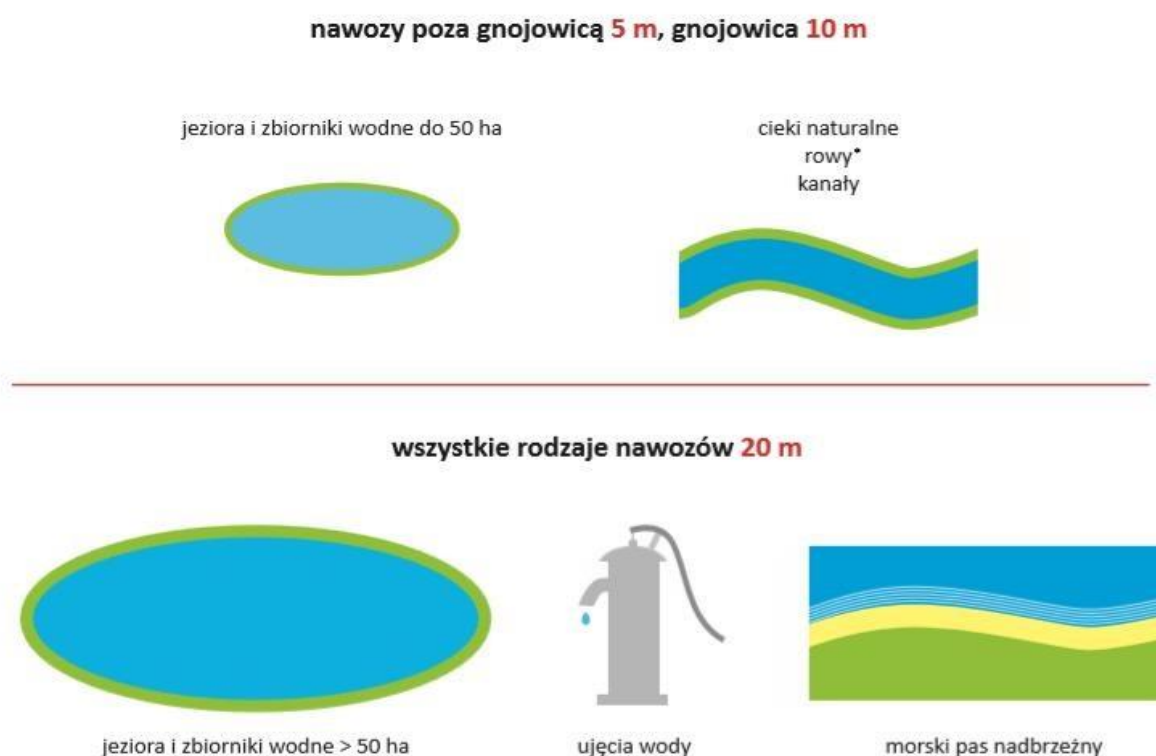 nawozy poza gnojowicą 5 m, gnojowica 10 m
jeziora i zbiorniki wodne do 50 ha
cieki naturalne
rowy*
kanały
wszystkie rodzaje nawozów 20 m
jeziora i zbiorniki wodne > 50 ha
ujęcia wody
morski pas nadbrzeżny